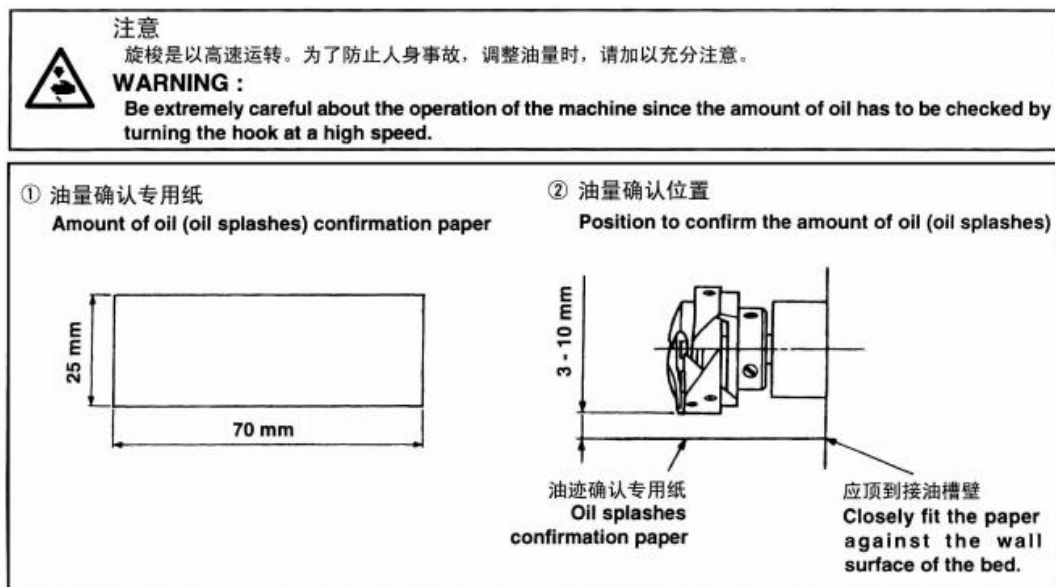 注意
旋梭是以高速运转。为了防止人身事故，调整油量时，请加以充分注意。
WARNING :
Be extremely careful about the operation of the machine since the amount of oil has to be checked by
turning the hook at a high speed.
① 油量确认专用纸
Amount of oil (oil splashes) confirmation paper
25 mm
70 mm
② 油量确认位置
Position to confirm the amount of oil (oil splashes)
3 - 10 mm
油迹确认专用纸
Oil splashes
confirmation paper
应顶到接油槽壁
Closely fit the paper
against the wall
surface of the bed.